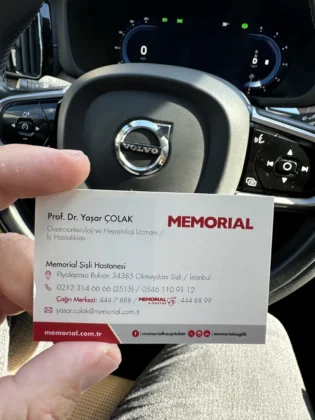 VOLVO
Prof. Dr. Yaşar ÇOLAK
MEMORIAL
Gastroenteroloji ve Hepatoloji Uzmanı /
İç Hastalıkları
Memorial Şişli Hastanesi
Piyalepaşa Bulvarı 34385 Okmeydanı Şişli / İstanbul
0212 314 66 66 (2515) / 0546 110 91 12
Çağrı Merkezi: 444 7 888 / MEMORIAL 444 88 99
yasar.colak@memorial.com.tr
memorial.com.tr